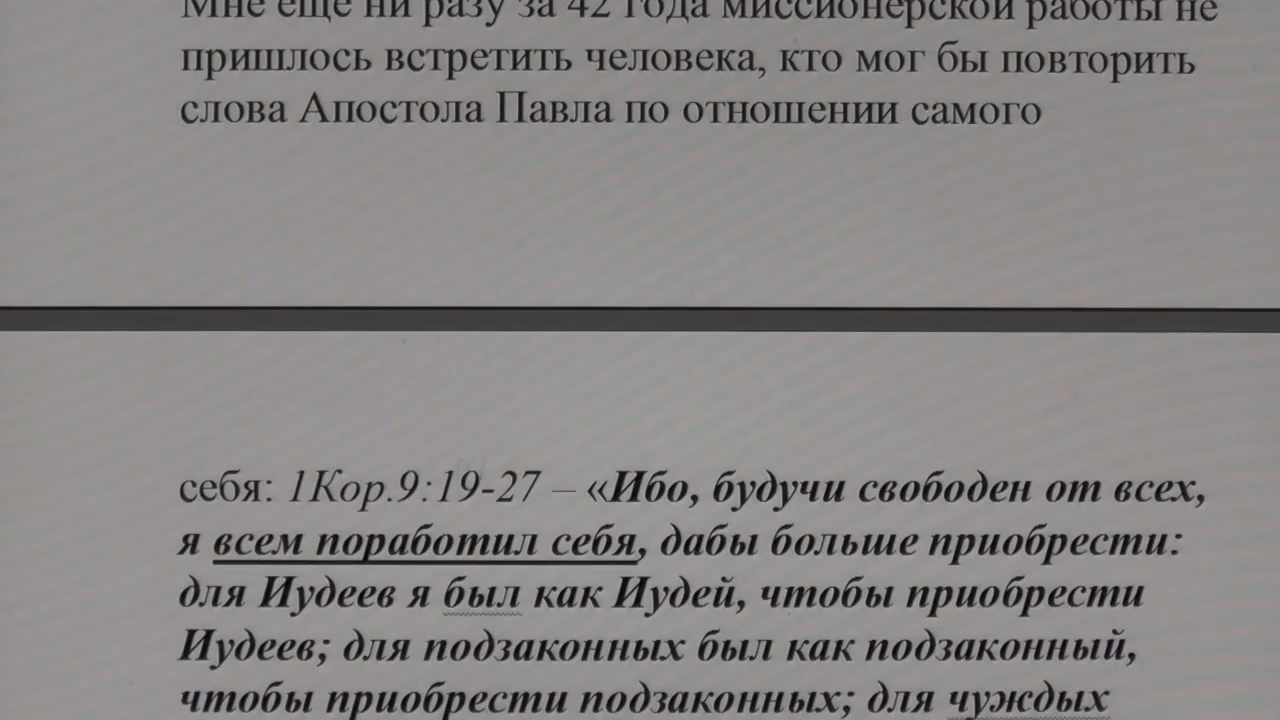 Мне еще ни разу за 42 года миссионерской работы не
пришлось встретить человека, кто мог бы повторить
слова Апостола Павла по отношении самого
себя: 1Кор.9:19-27 – «Ибо, будучи свободен от всех,
я всем поработил себя, дабы больше приобрести:
для Иудеев я был как Иудей, чтобы приобрести
Иудеев; для подзаконных был как подзаконный,
чтобы приобрести подзаконных; для чуждых